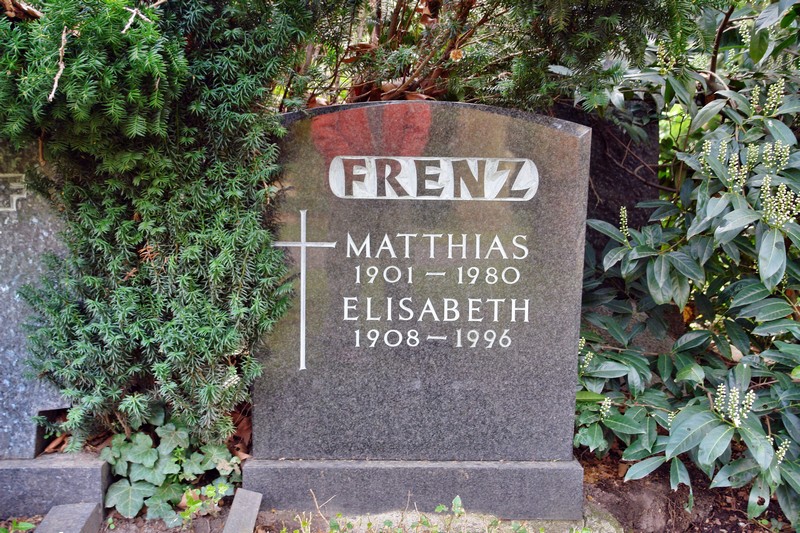 FRENZ
MATTHIAS
1901 – 1980
ELISABETH
1908 – 1996